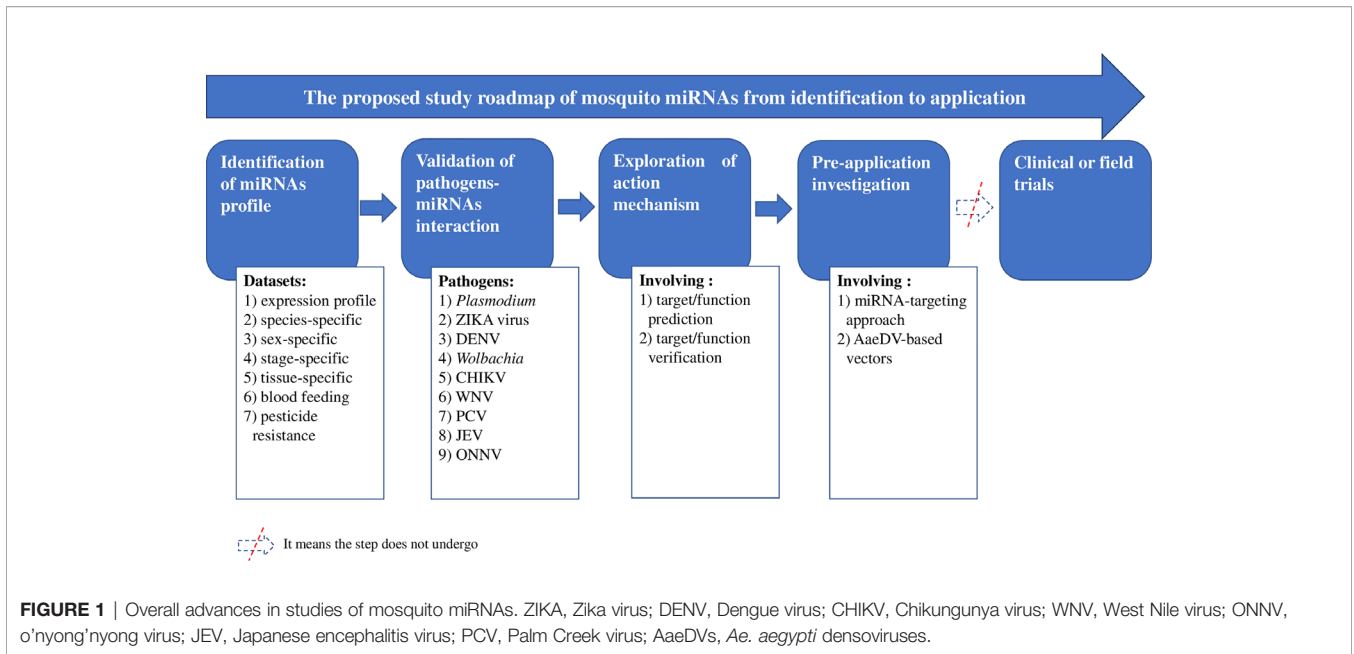 The proposed study roadmap of mosquito miRNAs from identification to application
Identification
of miRNAs
profile
Validation of
pathogens-
miRNAs
interaction
Exploration of
action
mechanism
Pre-application
investigation
Clinical or field
trials
Datasets:
1) expression profile
2) species-specific
3) sex-specific
4) stage-specific
5) tissue-specific
6) blood feeding
7) pesticide
resistance
Pathogens:
1) Plasmodium
2) ZIKA virus
3) DENV
4) Wolbachia
5) CHIKV
6) WNV
7) PCV
8) JEV
9) ONNV
Involving :
1) target/function
prediction
2) target/function
verification
Involving :
1) miRNA-targeting
approach
2) AaeDV-based
vectors
It means the step does not undergo
FIGURE 1 | Overall advances in studies of mosquito miRNAs. ZIKA, Zika virus; DENV, Dengue virus; CHIKV, Chikungunya virus; WNV, West Nile virus; ONNV,
o'nyong'nyong virus; JEV, Japanese encephalitis virus; PCV, Palm Creek virus; AaeDVs, Ae. aegypti densoviruses.